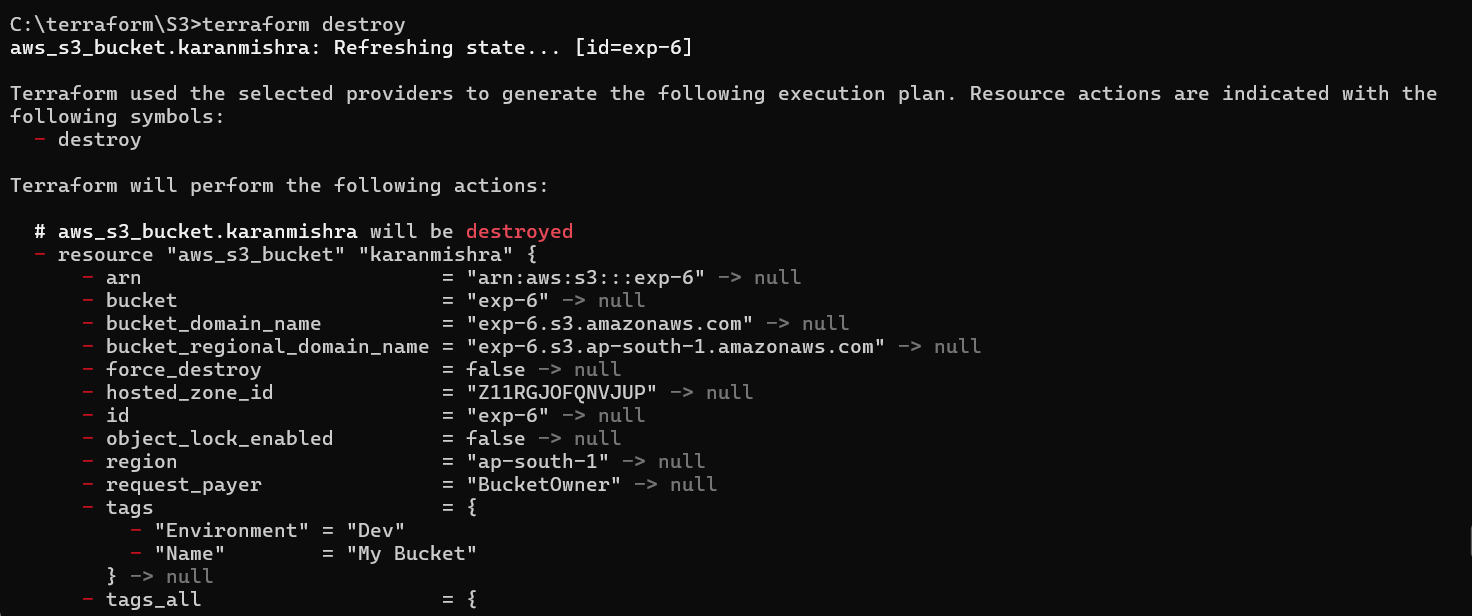 C:\terraform\S3>terraform destroy
aws_s3_bucket.karanmishra: Refreshing state... [id=exp-6]
Terraform used the selected providers to generate the following execution plan. Resource actions are indicated with the
following symbols:
  - destroy
Terraform will perform the following actions:
  # aws_s3_bucket.karanmishra will be destroyed
  - resource "aws_s3_bucket" "karanmishra" {
      - arn                         = "arn:aws:s3:::exp-6" -> null
      - bucket                      = "exp-6" -> null
      - bucket_domain_name          = "exp-6.s3.amazonaws.com" -> null
      - bucket_regional_domain_name = "exp-6.s3.ap-south-1.amazonaws.com" -> null
      - force_destroy               = false -> null
      - hosted_zone_id              = "Z11RGJOFQNVJUP" -> null
      - id                          = "exp-6" -> null
      - object_lock_enabled         = false -> null
      - region                      = "ap-south-1" -> null
      - request_payer               = "BucketOwner" -> null
      - tags                        = {
          - "Environment" = "Dev"
          - "Name"        = "My Bucket"
        } -> null
      - tags_all                    = {